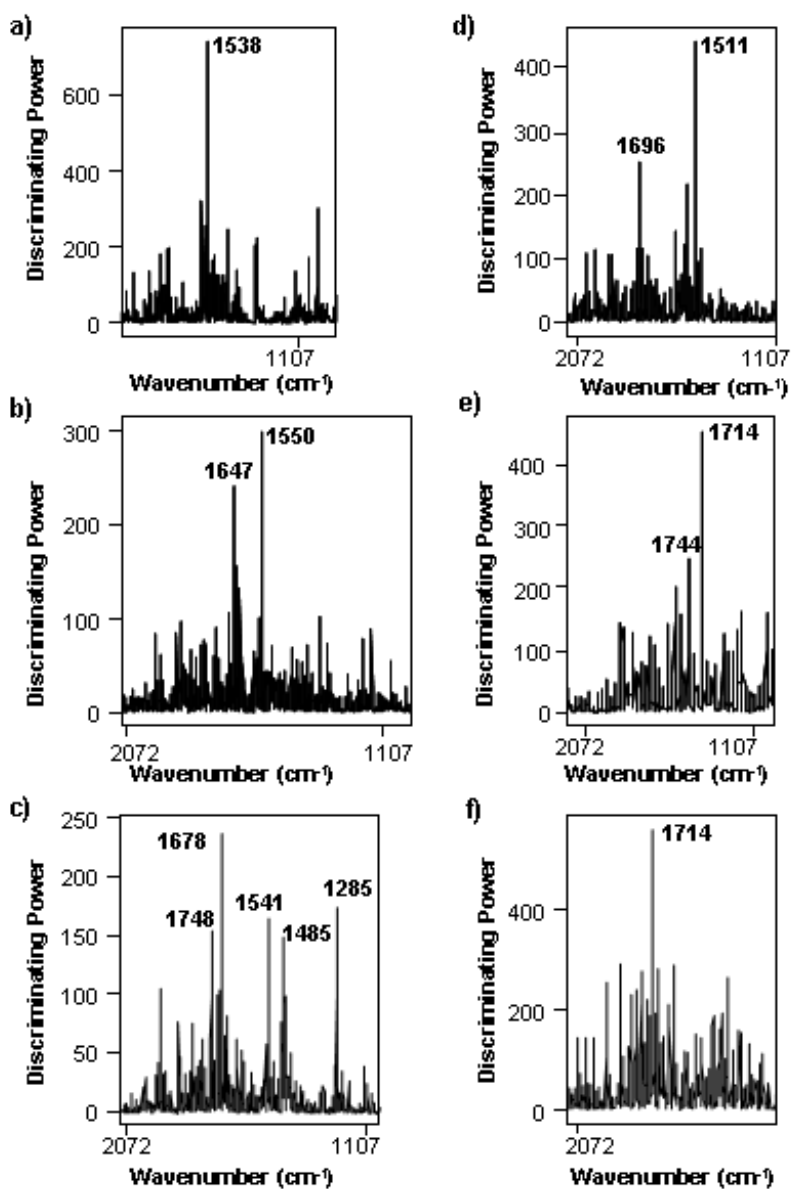 a)
Discriminating Power
600
400
200
0
1538
1107
Wavenumber (cm-1)
b)
Discriminating Power
300
200
100
0
1647
1550
2072
1107
Wavenumber (cm-1)
c)
Discriminating Power
250
200
150
100
50
0
1678
1748
1541
1485
1285
2072
1107
Wavenumber (cm-1)
d)
Discriminating Power
400
300
200
100
0
1696
1511
2072
1107
Wavenumber (cm-1)
e)
Discriminating Power
400
300
200
100
0
1744
1714
2072
1107
Wavenumber (cm-1)
f)
Discriminating Power
400
200
0
1714
2072
Wavenumber (cm-1)